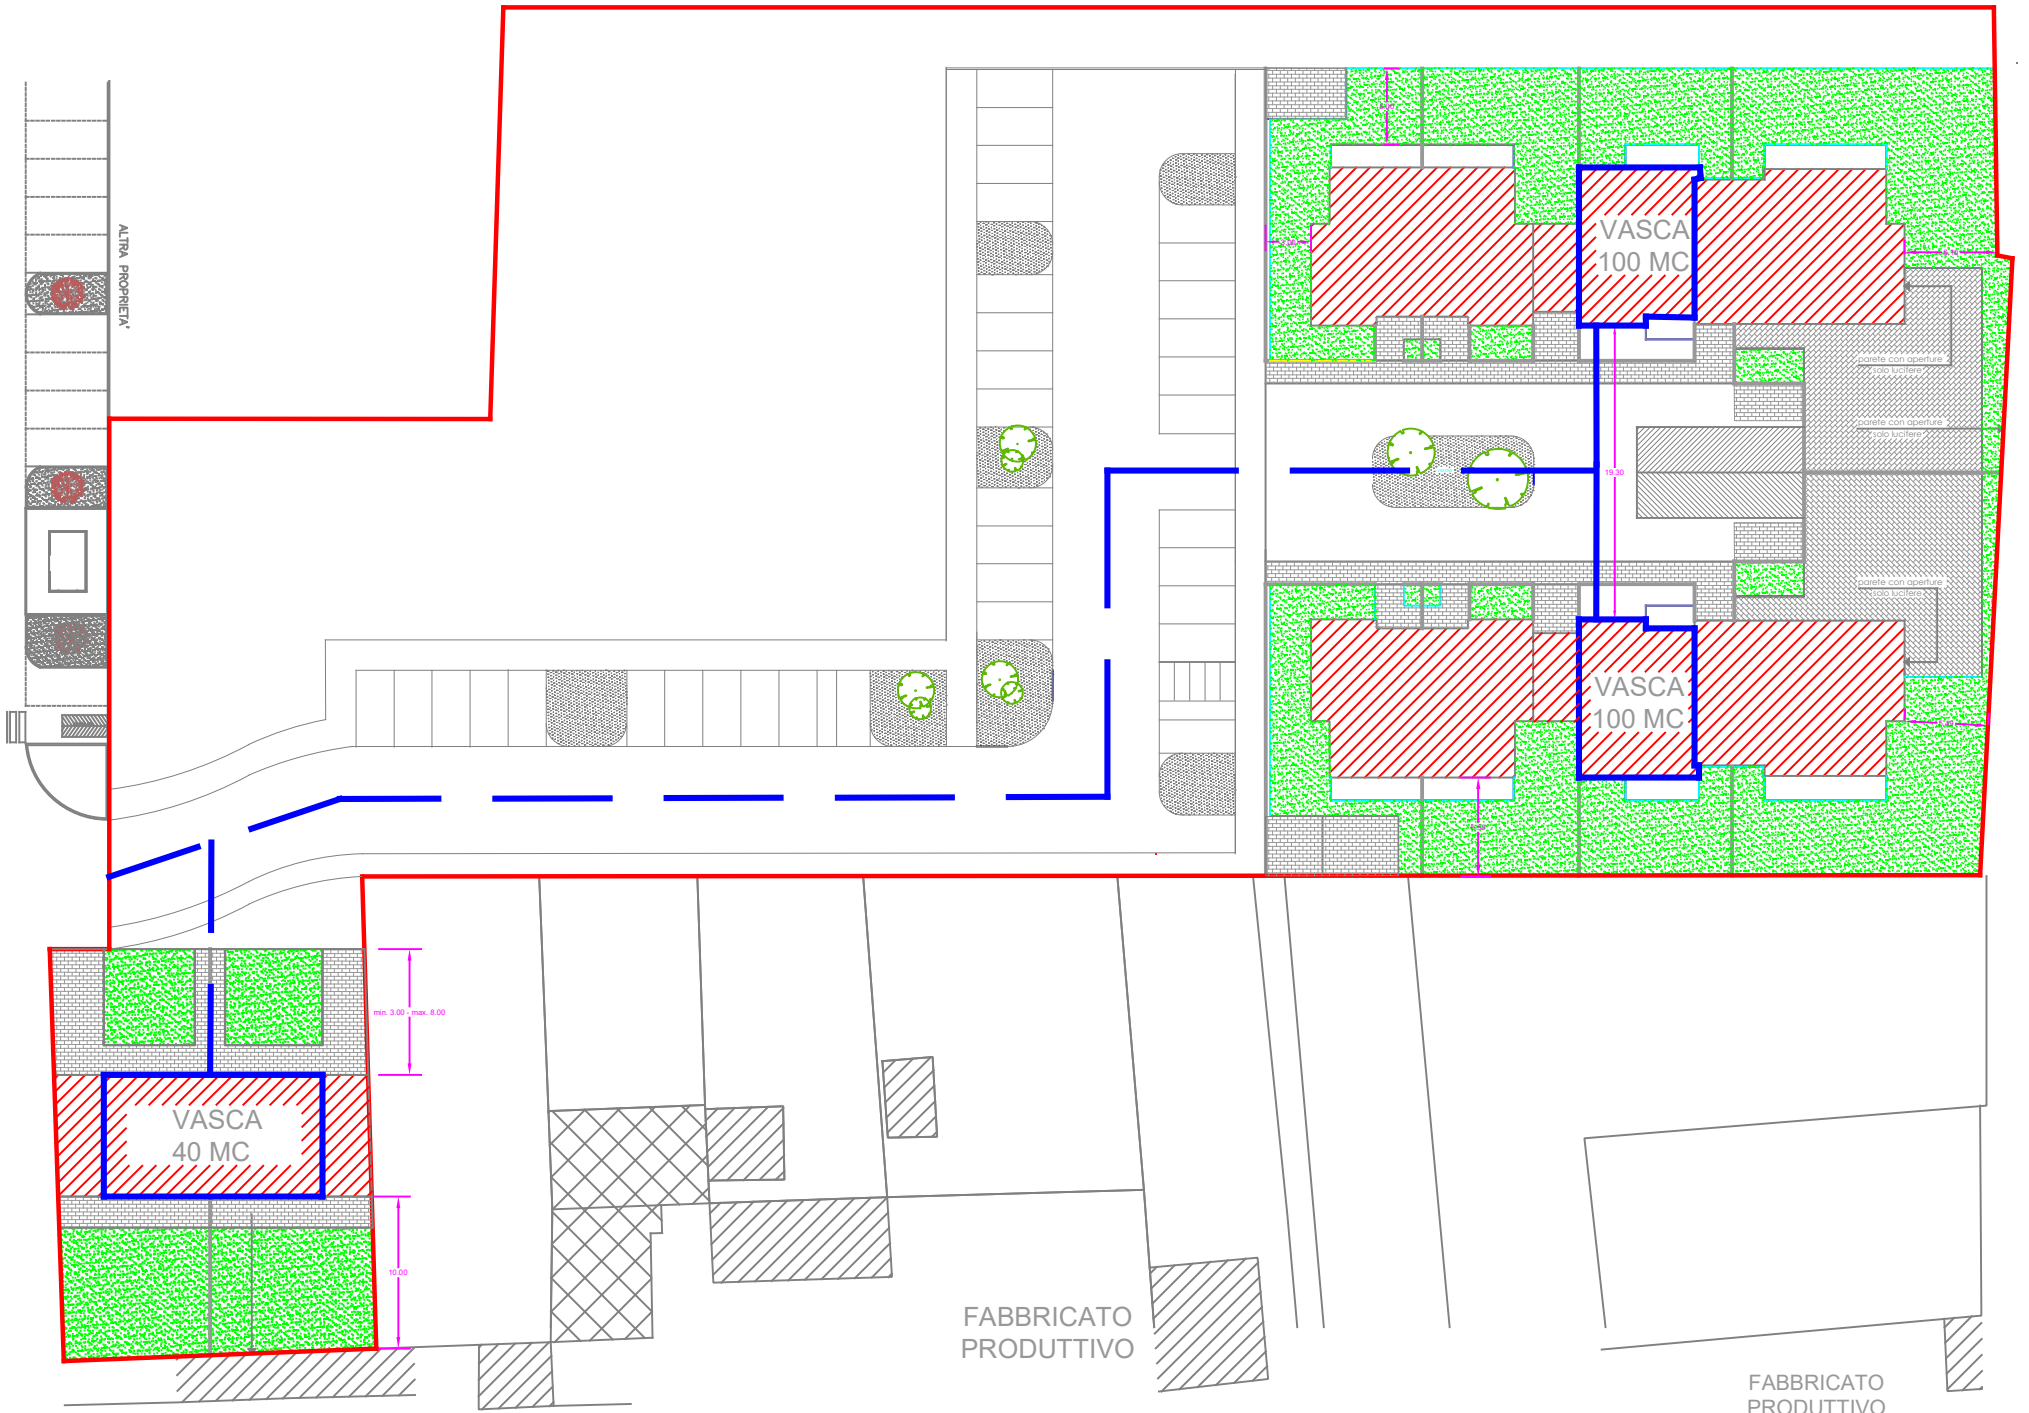 ALTRA PROPRIETA'
VASCA
100 MC
parete con aperture
solo lucifere
parete con aperture
solo lucifere
19.30
parete con aperture
solo lucifere
VASCA
100 MC
min. 3.00 - max. 8.00
VASCA
40 MC
10.00
FABBRICATO
PRODUTTIVO
FABBRICATO
PRODUTTIVO